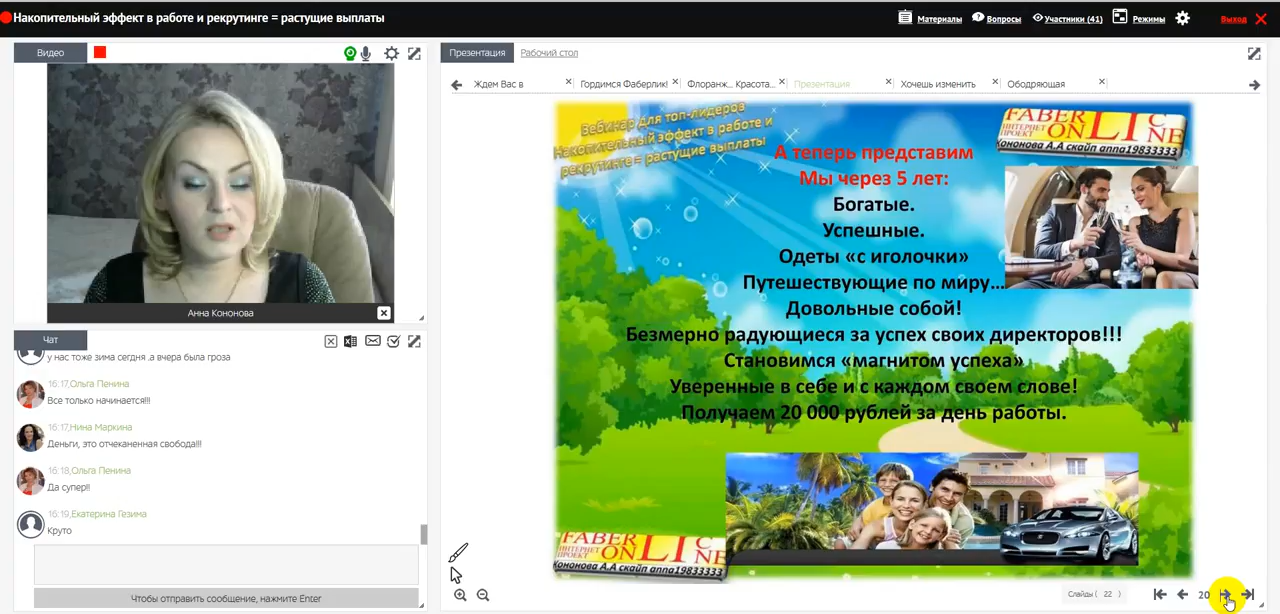 Накопительный эффект в работе и рекрутинге = растущие выплаты
Материалы
Вопросы
Участники (41)
Режимы
Выход
Видео
Анна Кононова
Чат
у нас тоже зима сегдня .а вчера была гроза
16:17,Ольга Пенина
Все только начинается!!!
16:17,Нина Маркина
Деньги, это отчеканенная свобода!!!
16:18,Ольга Пенина
Да супер!!
16:19,Екатерина Гезима
Круто
Чтобы отправить сообщение, нажмите Enter
Презентация
Рабочий стол
Ждем Вас в
Гордимся Фаберлик!
Флоранж... Красота...
Презентация
Хочешь изменить
Ободряющая
Вебинар для топ-лидеров
Накопительный эффект в работе и
рекрутинге = растущие выплаты
FABERLIC
ИНТЕРНЕТ ПРОЕКТ
ONLINE
Кононова А.А скайп anna19833333
А теперь представим
Мы через 5 лет:
Богатые.
Успешные.
Одеты «с иголочки»
Путешествующие по миру...
Довольные собой!
Безмерно радующиеся за успех своих директоров!!!
Становимся «магнитом успеха»
Уверенные в себе и с каждом своем слове!
Получаем 20 000 рублей за день работы.
FABERLIC
ИНТЕРНЕТ ПРОЕКТ
ONLINE
Кононова А.А скайп anna19833333
Слайды ( 22 )
20